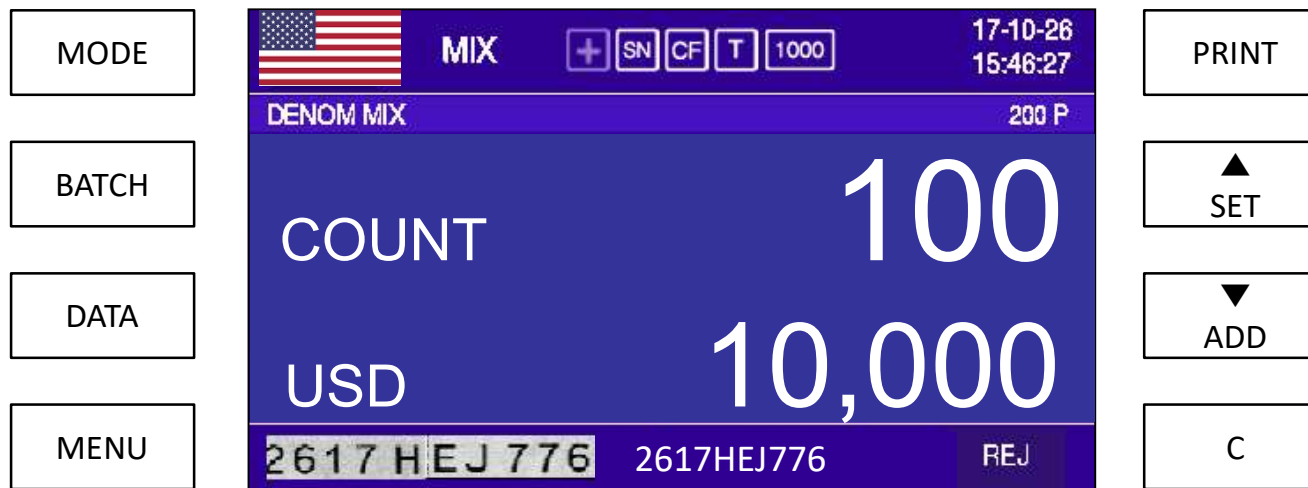 MODE
BATCH
DATA
MENU
MIX + SN CF T 1000 17-10-26
15:46:27
DENOM MIX 200 P
COUNT 100
USD 10,000
2617HEJ776 2617HEJ776 REJ
PRINT
▲
SET
▼
ADD
C